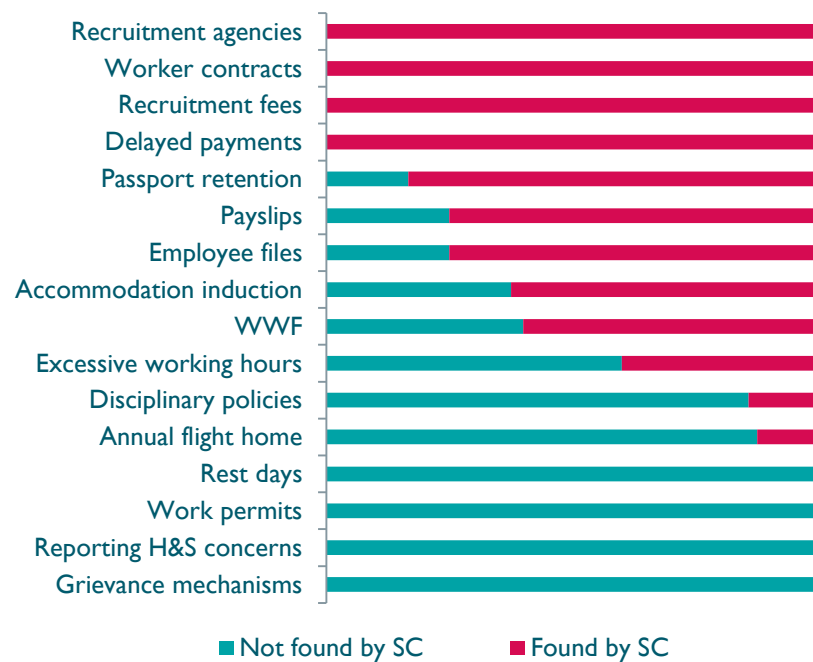 Recruitment agencies
Worker contracts
Recruitment fees
Delayed payments
Passport retention
Payslips
Employee files
Accommodation induction
WWF
Excessive working hours
Disciplinary policies
Annual flight home
Rest days
Work permits
Reporting H&S concerns
Grievance mechanisms
Not found by SC Found by SC